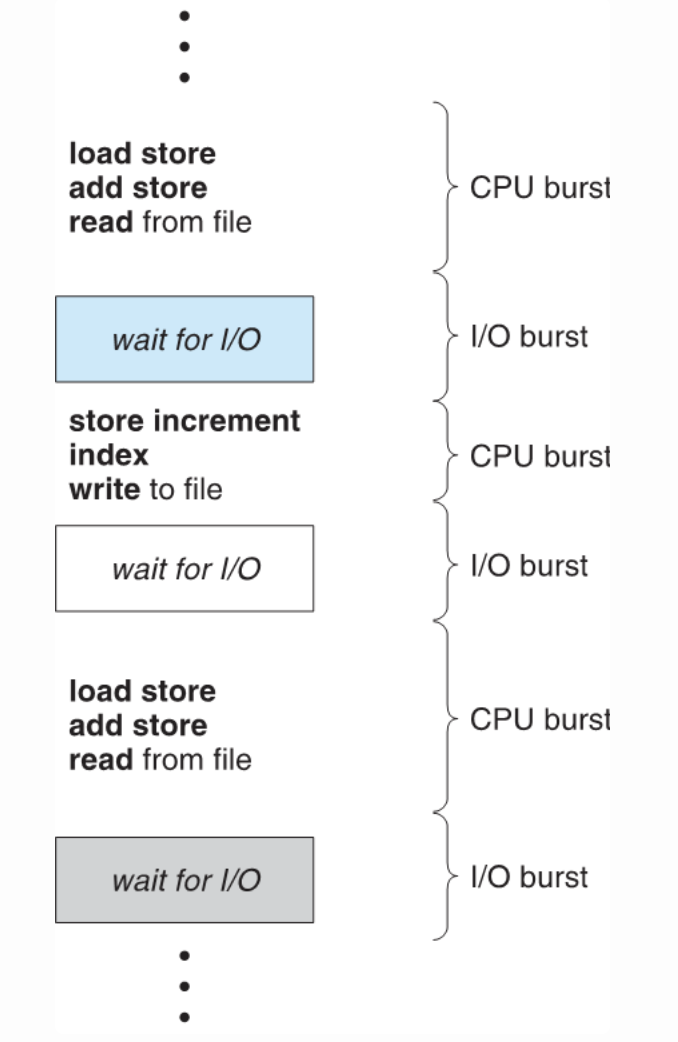 load store
add store
read from file
CPU burst
wait for I/O
I/O burst
store increment
index
write to file
CPU burst
wait for I/O
I/O burst
load store
add store
read from file
CPU burst
wait for I/O
I/O burst